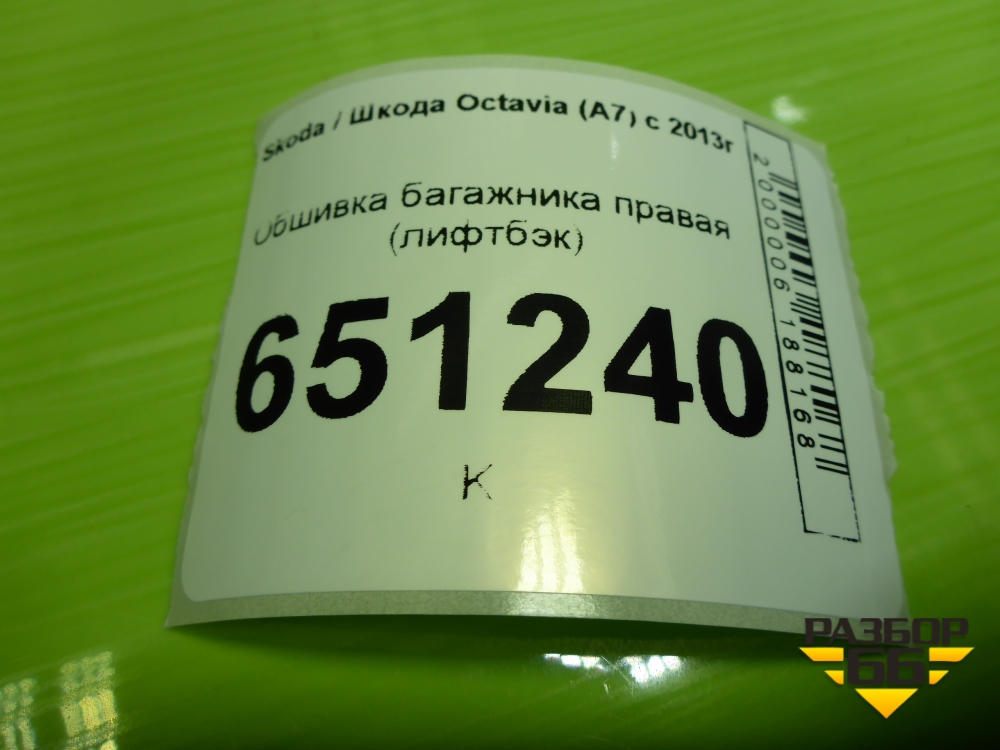 Skoda / Шкода Octavia (A7) с 2013г
Обшивка багажника правая
(лифтбэк)
651240
К
2000006188168
РАЗБОР
66